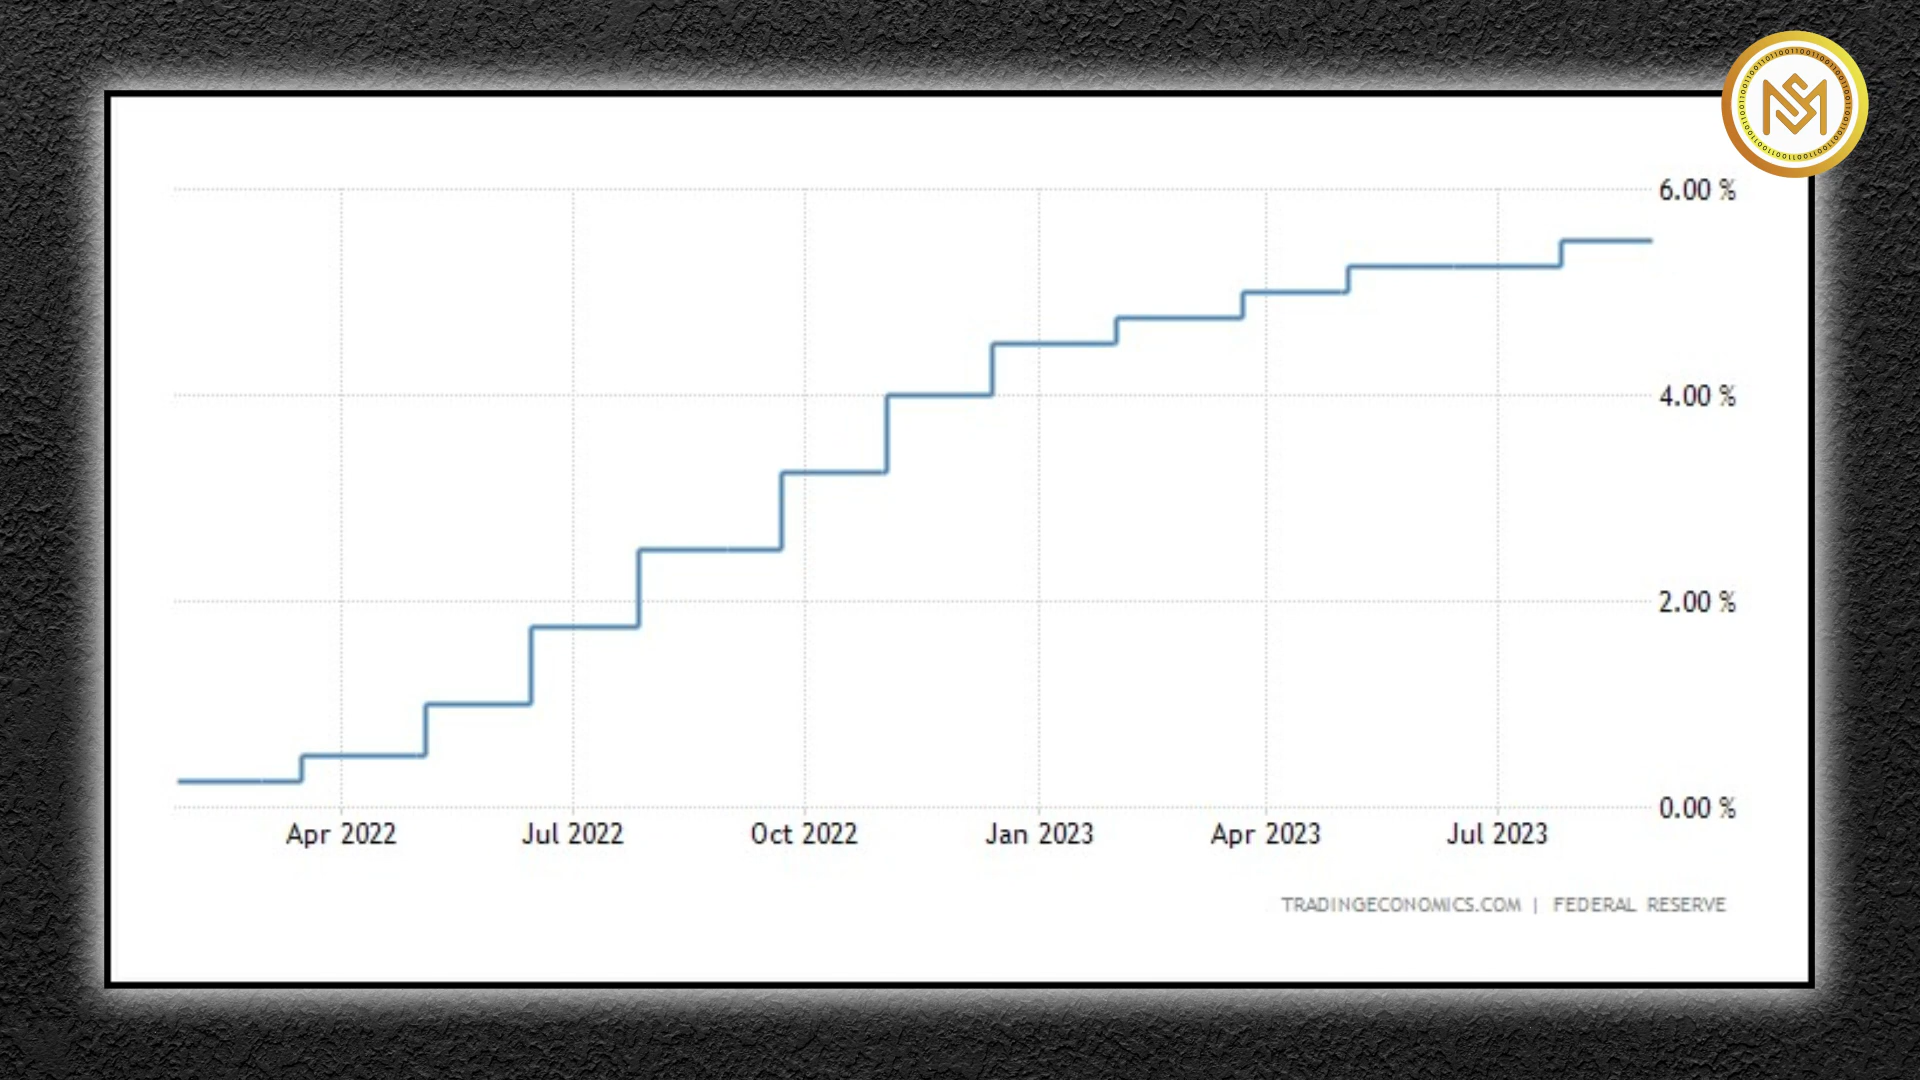 6.00 %
4.00 %
2.00 %
0.00 %
Apr 2022 Jul 2022 Oct 2022 Jan 2023 Apr 2023 Jul 2023
TRADINGECONOMICS.COM | FEDERAL RESERVE